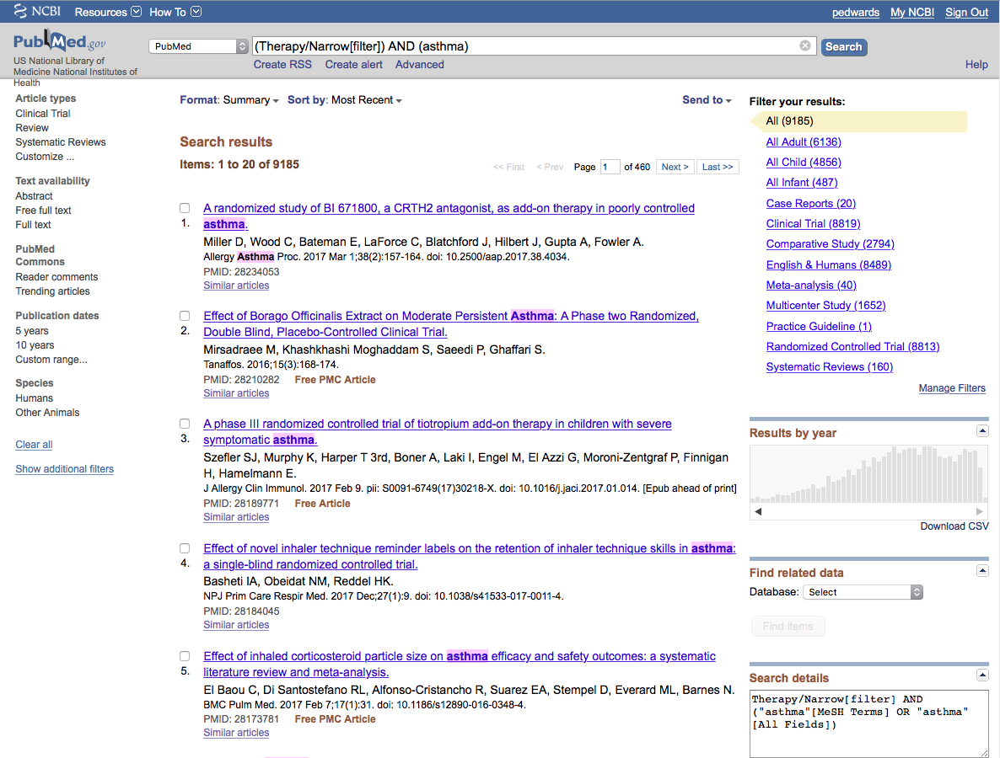 NCBI Resources How To pedwards My NCBI Sign Out
PubMed.gov
US National Library of
Medicine National Institutes of
Health
PubMed (Therapy/Narrow[filter]) AND (asthma) Search
Create RSS Create alert Advanced Help
Article types
Clinical Trial
Review
Systematic Reviews
Customize ...
Text availability
Abstract
Free full text
Full text
PubMed
Commons
Reader comments
Trending articles
Publication dates
5 years
10 years
Custom range...
Species
Humans
Other Animals
Clear all
Show additional filters
Format: Summary Sort by: Most Recent Send to
Search results
Items: 1 to 20 of 9185
<< First < Prev Page 1 of 460 Next > Last >>
A randomized study of BI 671800, a CRTH2 antagonist, as add-on therapy in poorly controlled
1. asthma.
Miller D, Wood C, Bateman E, LaForce C, Blatchford J, Hilbert J, Gupta A, Fowler A.
Allergy Asthma Proc. 2017 Mar 1;38(2):157-164. doi: 10.2500/aap.2017.38.4034.
PMID: 28234053
Similar articles
Effect of Borago Officinalis Extract on Moderate Persistent Asthma: A Phase two Randomized,
2. Double Blind, Placebo-Controlled Clinical Trial.
Mirsadraee M, Khashkhashi Moghaddam S, Saeedi P, Ghaffari S.
Tanaffos. 2016;15(3):168-174.
PMID: 28210282 Free PMC Article
Similar articles
A phase III randomized controlled trial of tiotropium add-on therapy in children with severe
3. symptomatic asthma.
Szefler SJ, Murphy K, Harper T 3rd, Boner A, Laki I, Engel M, El Azzi G, Moroni-Zentgraf P, Finnigan
H, Hamelmann E.
J Allergy Clin Immunol. 2017 Feb 9. pii: S0091-6749(17)30218-X. doi: 10.1016/j.jaci.2017.01.014. [Epub ahead of print]
PMID: 28189771 Free Article
Similar articles
Effect of novel inhaler technique reminder labels on the retention of inhaler technique skills in asthma:
4. a single-blind randomized controlled trial.
Basheti IA, Obeidat NM, Reddel HK.
NPJ Prim Care Respir Med. 2017 Dec;27(1):9. doi: 10.1038/s41533-017-0011-4.
PMID: 28184045
Similar articles
Effect of inhaled corticosteroid particle size on asthma efficacy and safety outcomes: a systematic
5. literature review and meta-analysis.
El Baou C, Di Santostefano RL, Alfonso-Cristancho R, Suarez EA, Stempel D, Everard ML, Barnes N.
BMC Pulm Med. 2017 Feb 7;17(1):31. doi: 10.1186/s12890-016-0348-4.
PMID: 28173781 Free PMC Article
Similar articles
Filter your results:
All (9185)
All Adult (6136)
All Child (4856)
All Infant (487)
Case Reports (20)
Clinical Trial (8819)
Comparative Study (2794)
English & Humans (8489)
Meta-analysis (40)
Multicenter Study (1652)
Practice Guideline (1)
Randomized Controlled Trial (8813)
Systematic Reviews (160)
Manage Filters
Results by year
Download CSV
Find related data
Database: Select
Find items
Search details
Therapy/Narrow[filter] AND
("asthma"[MeSH Terms] OR "asthma"
[All Fields])